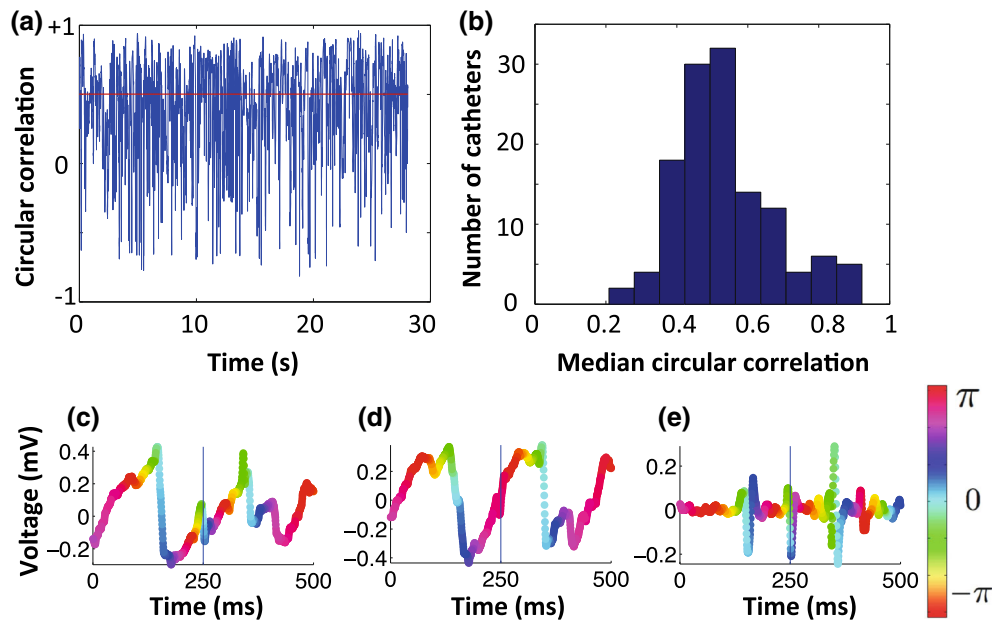 (a)
+1
0
-1
Circular correlation
0 10 20 30
Time (s)
(b)
30
20
10
0
Number of catheters
0 0.2 0.4 0.6 0.8 1
Median circular correlation
(c)
0.4
0.2
0
−0.2
Voltage (mV)
0 250 500
Time (ms)
(d)
0.4
0.2
0
−0.2
−0.4
0 250 500
Time (ms)
(e)
0.2
0
−0.2
0 250 500
Time (ms)
π
0
−π